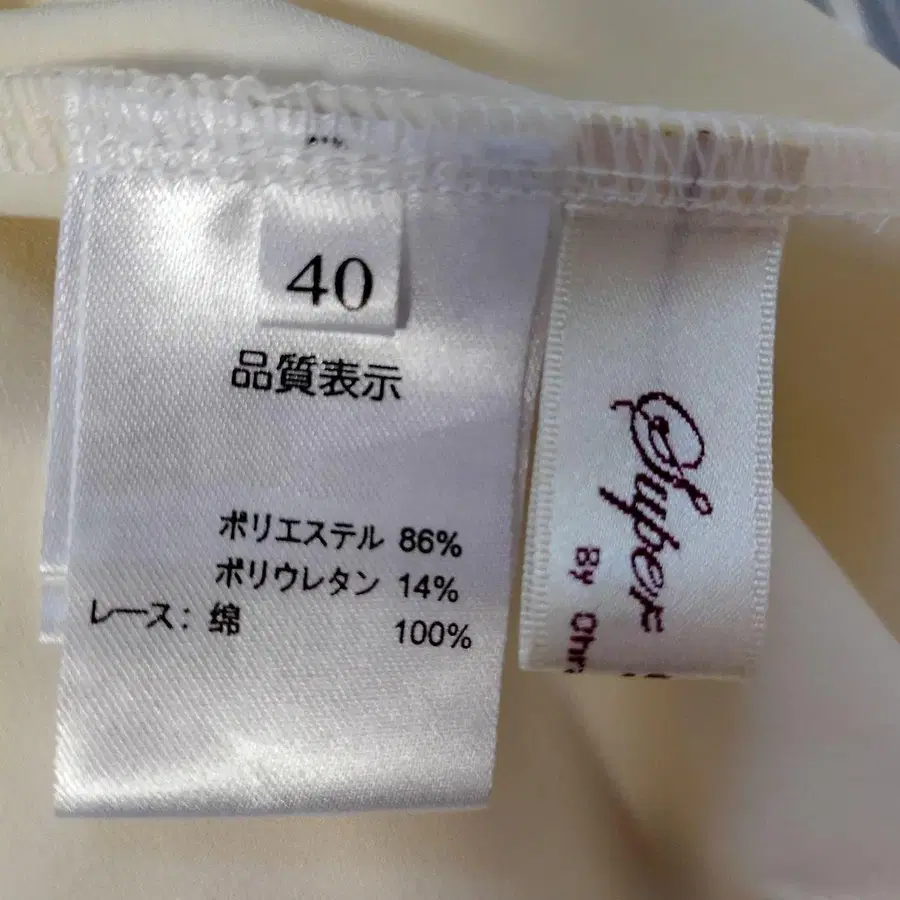 40
品質表示
ポリエステル 86%
ポリウレタン 14%
レース: 綿 100%
Super
By